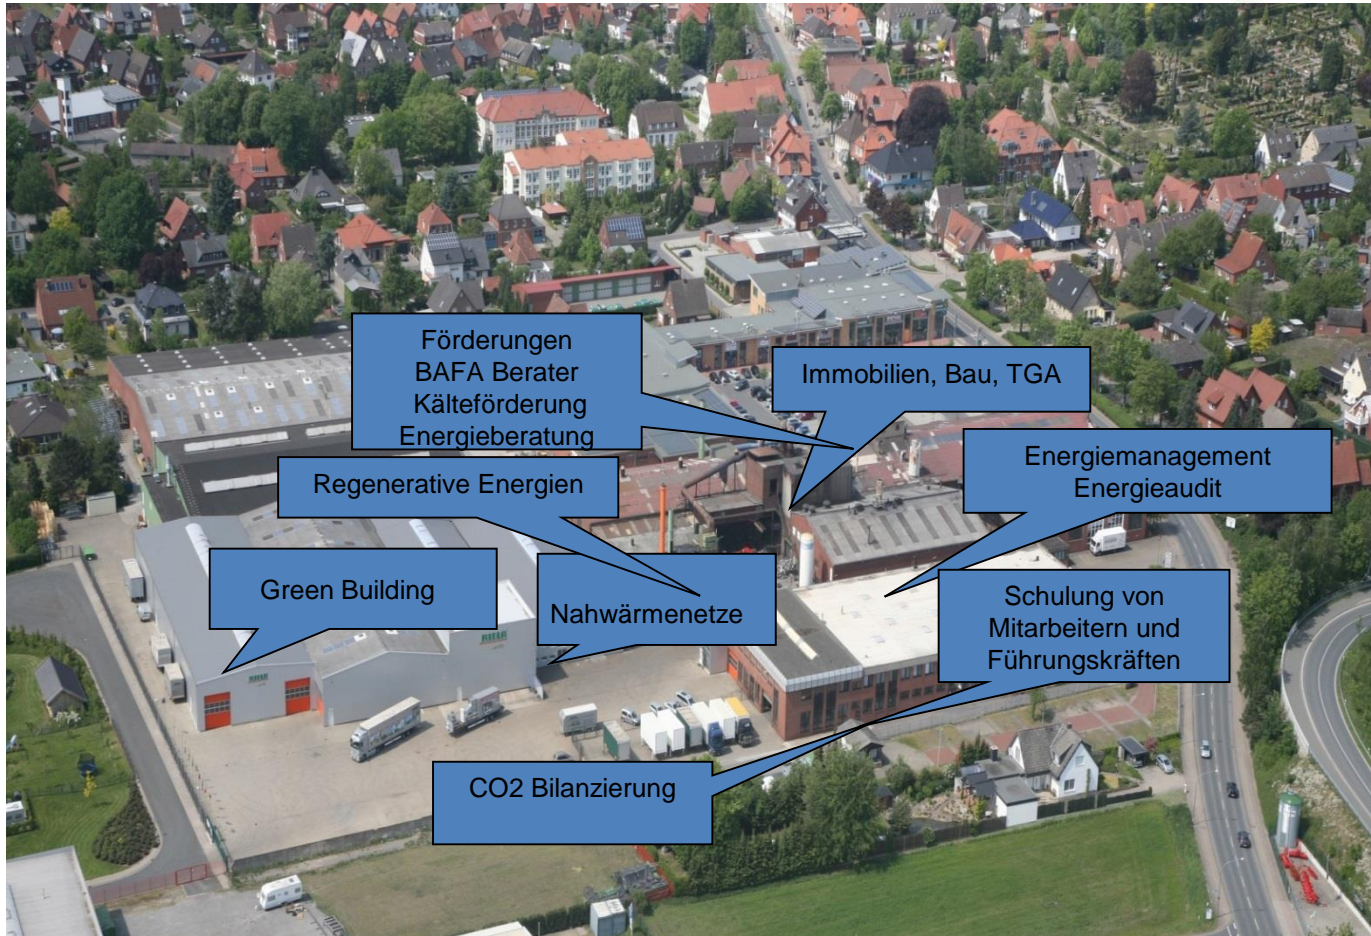 Förderungen
BAFA Berater
Kälteförderung
Energieberatung
Immobilien, Bau, TGA
Energiemanagement
Energieaudit
Regenerative Energien
Green Building
Nahwärmenetze
Schulung von
Mitarbeitern und
Führungskräften
CO2 Bilanzierung
RIELA